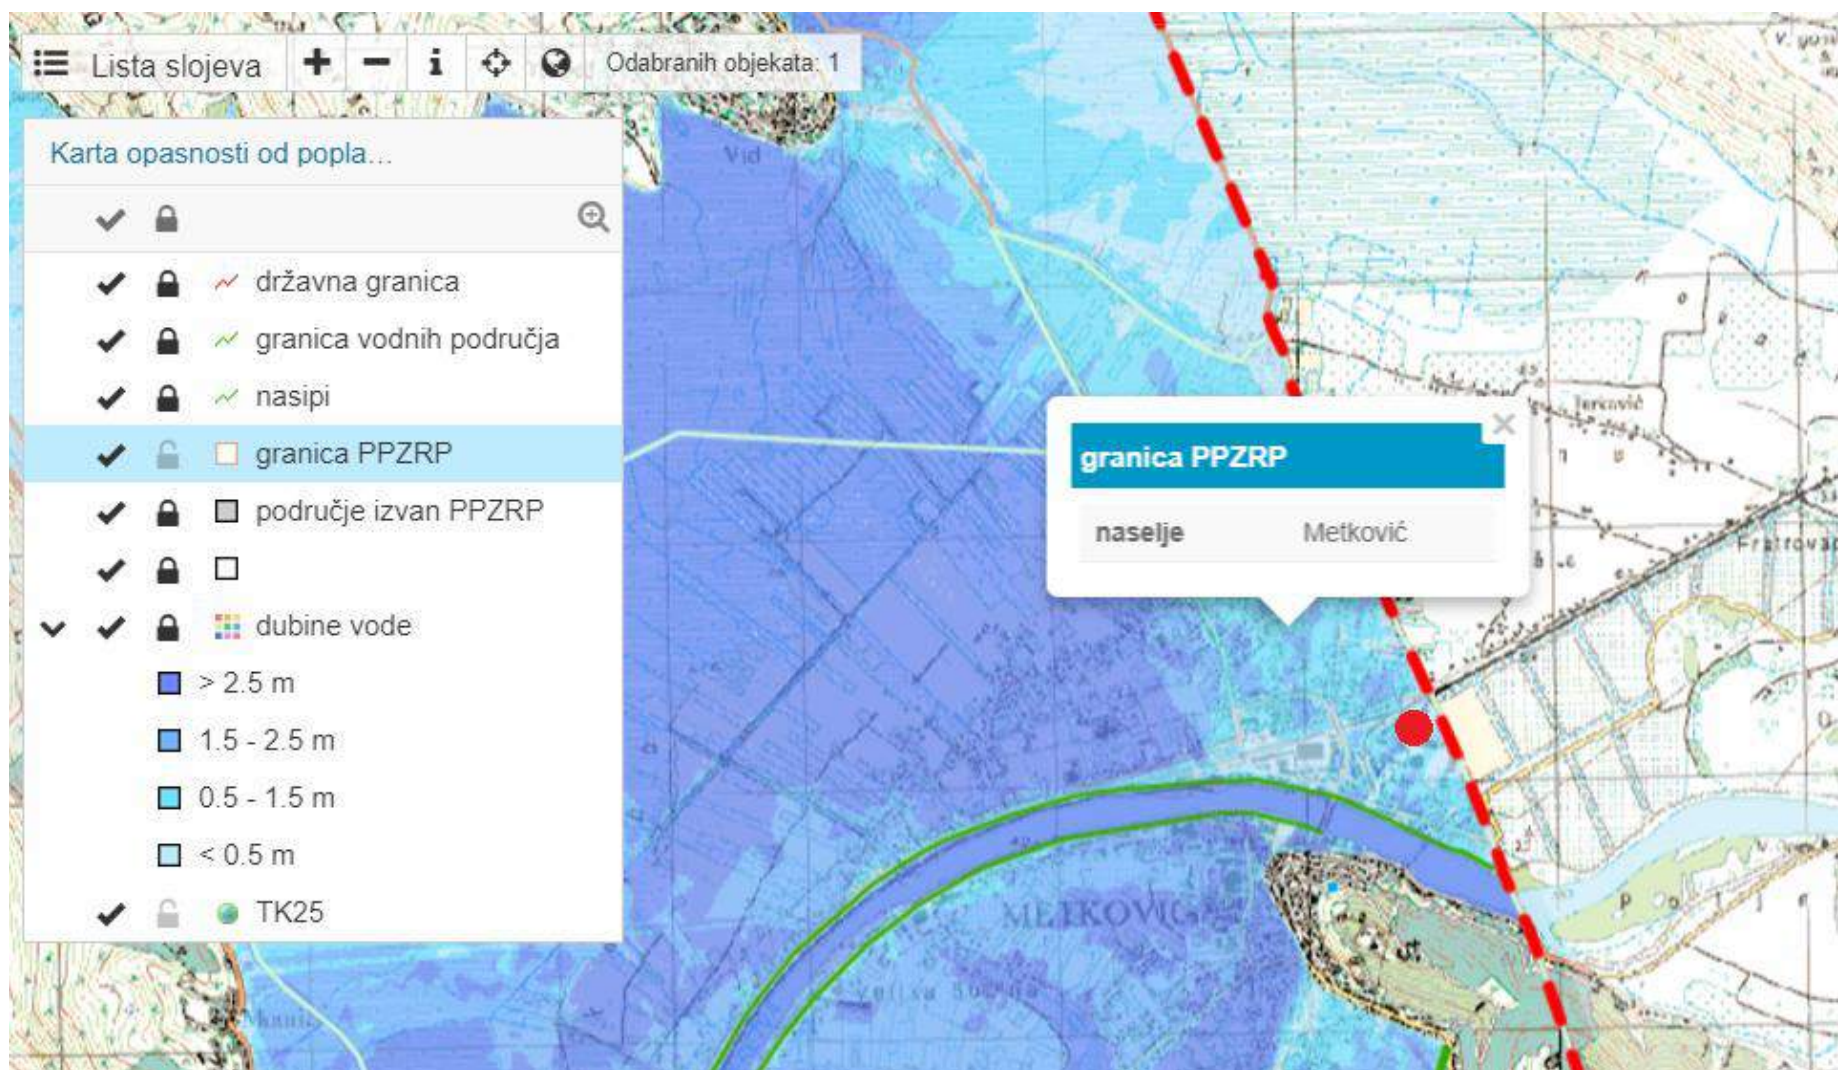 Lista slojeva
Odabranih objekata: 1
Karta opasnosti od popla...
državna granica
granica vodnih područja
nasipi
granica PPZRP
područje izvan PPZRP
dubine vode
> 2.5 m
1.5 - 2.5 m
0.5 - 1.5 m
< 0.5 m
TK25
Vid
granica PPZRP
naselje Metković
Jerković
METKOVIĆ